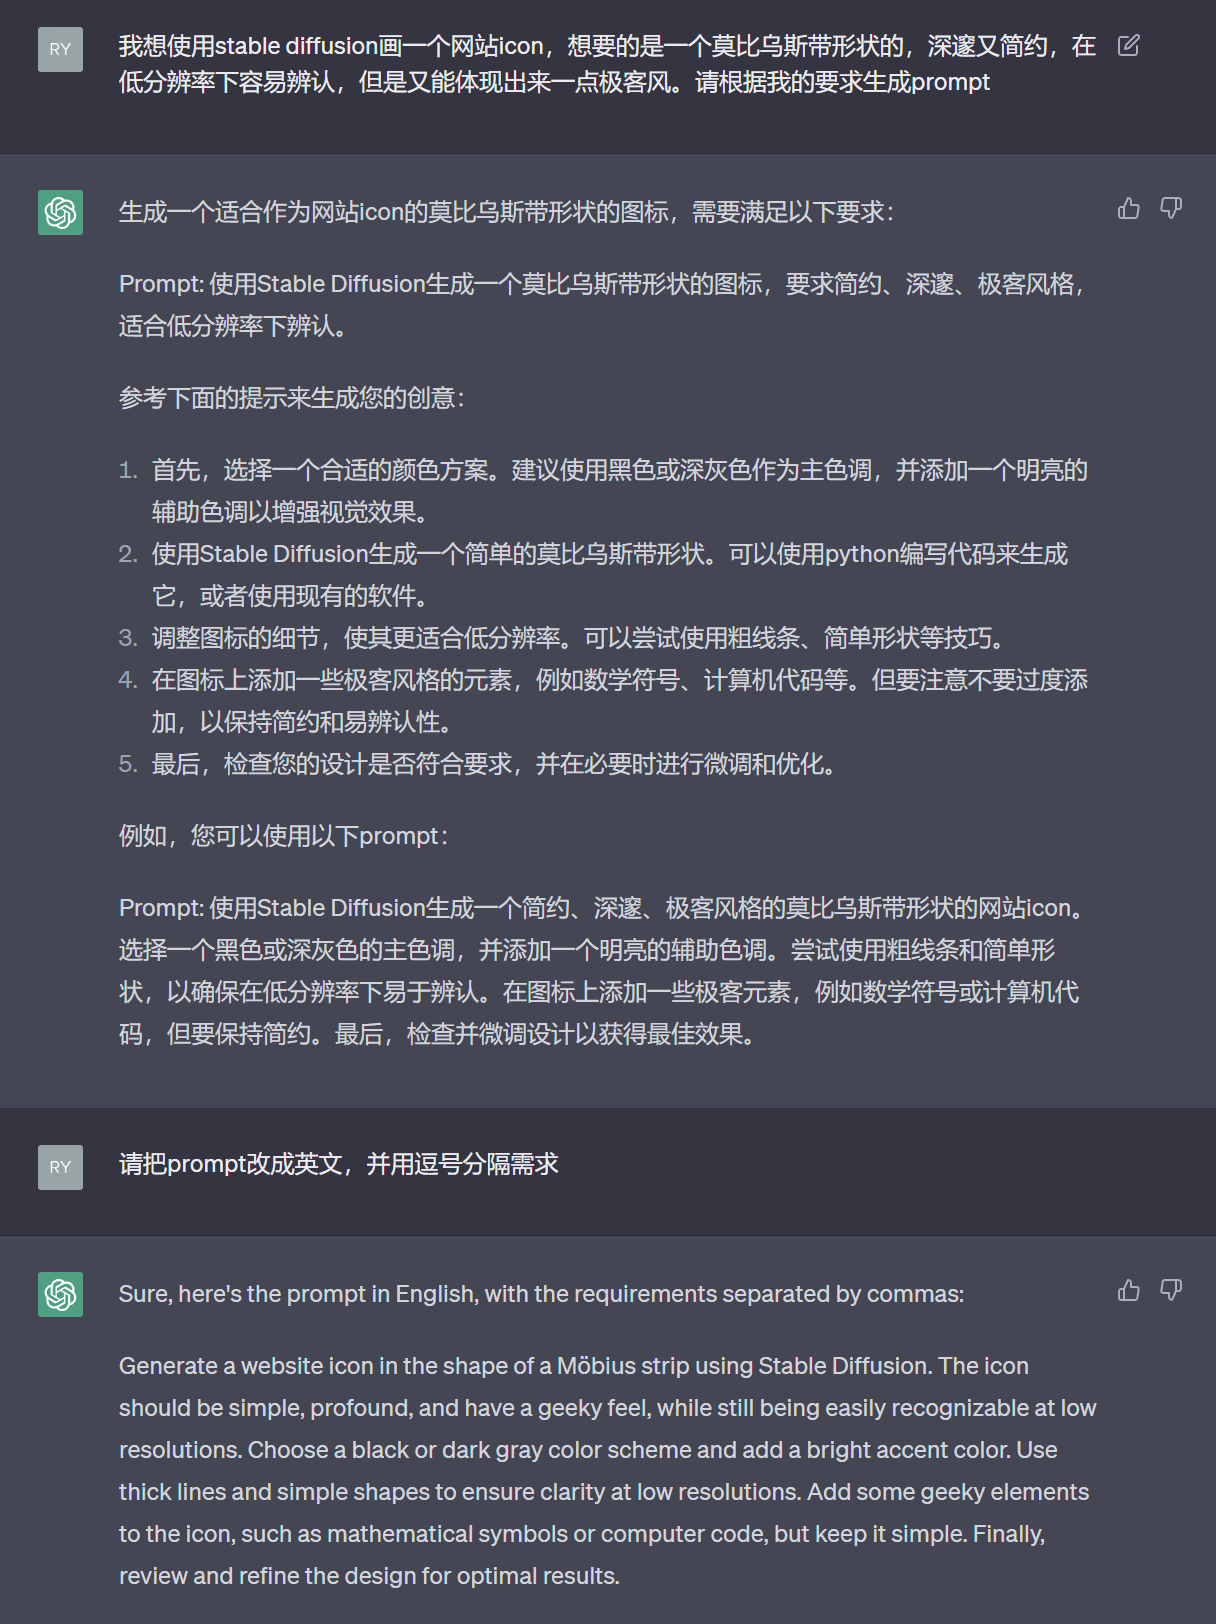 RY
我想使用stable diffusion画一个网站icon，想要的是一个莫比乌斯带形状的，深邃又简约，在
低分辨率下容易辨认，但是又能体现出来一点极客风。请根据我的要求生成prompt
生成一个适合作为网站icon的莫比乌斯带形状的图标，需要满足以下要求：
Prompt: 使用Stable Diffusion生成一个莫比乌斯带形状的图标，要求简约、深邃、极客风格，
适合低分辨率下辨认。
参考下面的提示来生成您的创意：
1. 首先，选择一个合适的颜色方案。建议使用黑色或深灰色作为主色调，并添加一个明亮的
辅助色调以增强视觉效果。
2. 使用Stable Diffusion生成一个简单的莫比乌斯带形状。可以使用python编写代码来生成
它，或者使用现有的软件。
3. 调整图标的细节，使其更适合低分辨率。可以尝试使用粗线条、简单形状等技巧。
4. 在图标上添加一些极客风格的元素，例如数学符号、计算机代码等。但要注意不要过度添
加，以保持简约和易辨认性。
5. 最后，检查您的设计是否符合要求，并在必要时进行微调和优化。
例如，您可以使用以下prompt：
Prompt: 使用Stable Diffusion生成一个简约、深邃、极客风格的莫比乌斯带形状的网站icon。
选择一个黑色或深灰色的主色调，并添加一个明亮的辅助色调。尝试使用粗线条和简单形
状，以确保在低分辨率下易于辨认。在图标上添加一些极客元素，例如数学符号或计算机代
码，但要保持简约。最后，检查并微调设计以获得最佳效果。
RY
请把prompt改成英文，并用逗号分隔需求
Sure, here's the prompt in English, with the requirements separated by commas:
Generate a website icon in the shape of a Möbius strip using Stable Diffusion. The icon
should be simple, profound, and have a geeky feel, while still being easily recognizable at low
resolutions. Choose a black or dark gray color scheme and add a bright accent color. Use
thick lines and simple shapes to ensure clarity at low resolutions. Add some geeky elements
to the icon, such as mathematical symbols or computer code, but keep it simple. Finally,
review and refine the design for optimal results.